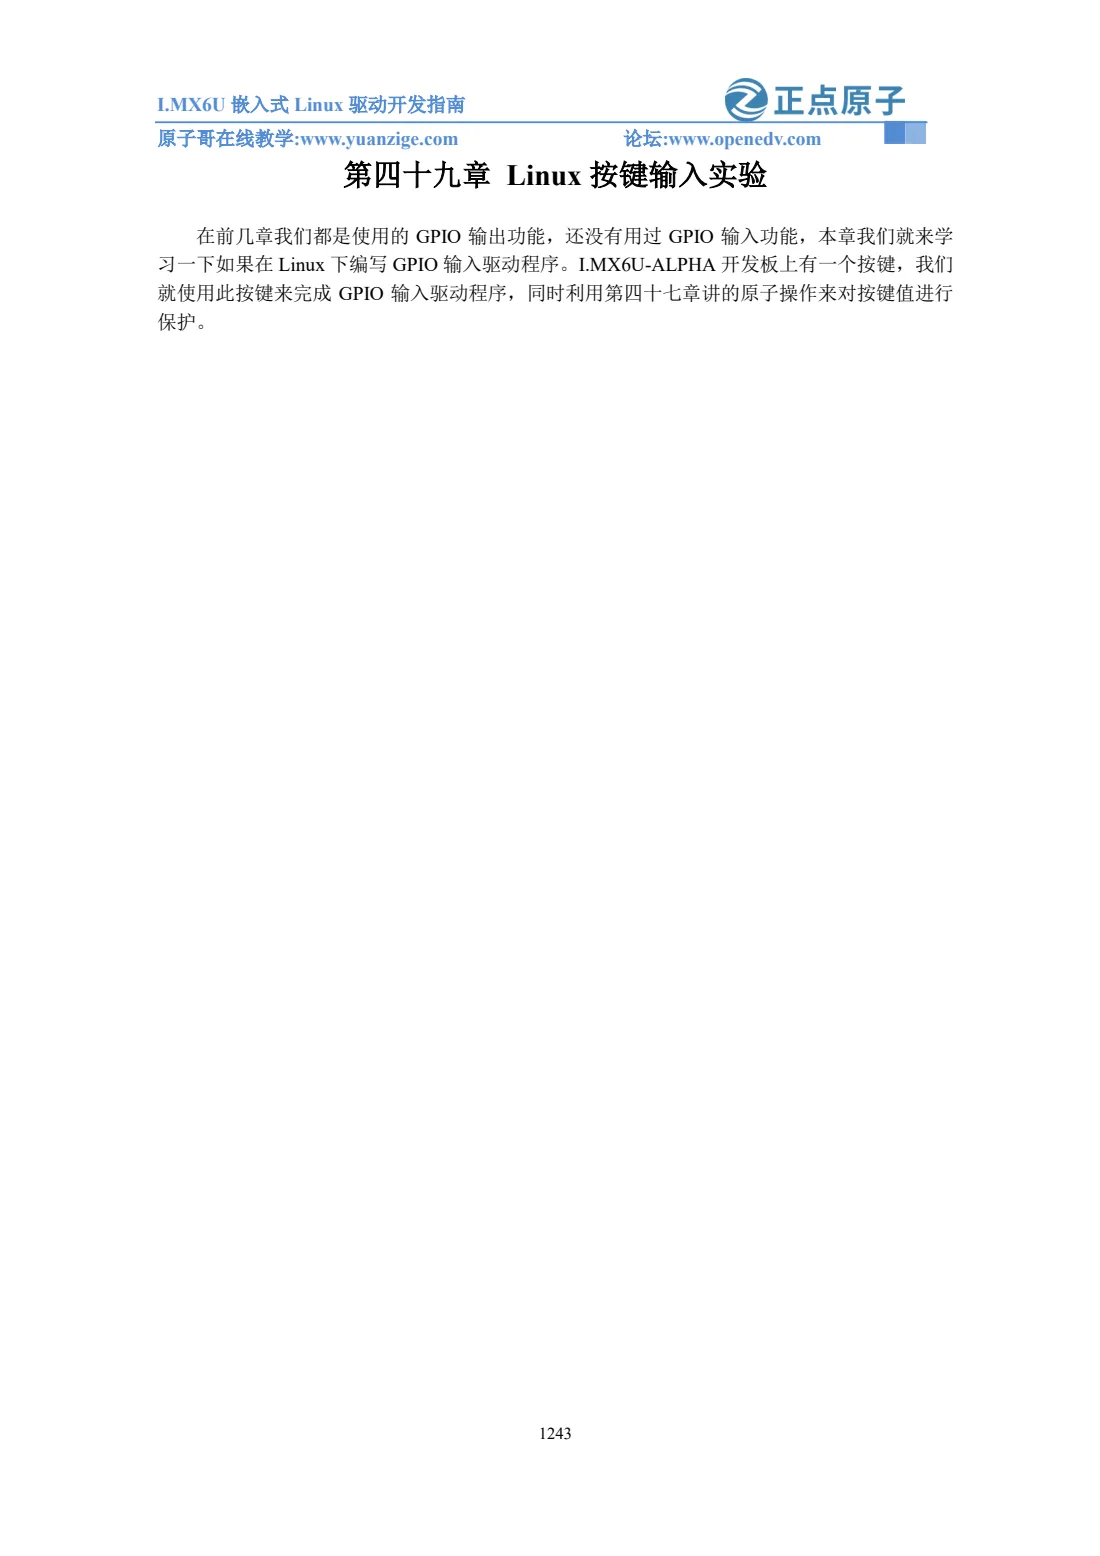 I.MX6U 嵌入式 Linux 驱动开发指南
正点原子
原子哥在线教学:www.yuanzige.com 论坛:www.openedv.com
第四十九章 Linux 按键输入实验
在前几章我们都是使用的 GPIO 输出功能，还没有用过 GPIO 输入功能，本章我们就来学
习一下如果在 Linux 下编写 GPIO 输入驱动程序。I.MX6U-ALPHA 开发板上有一个按键，我们
就使用此按键来完成 GPIO 输入驱动程序，同时利用第四十七章讲的原子操作来对按键值进行
保护。
1243